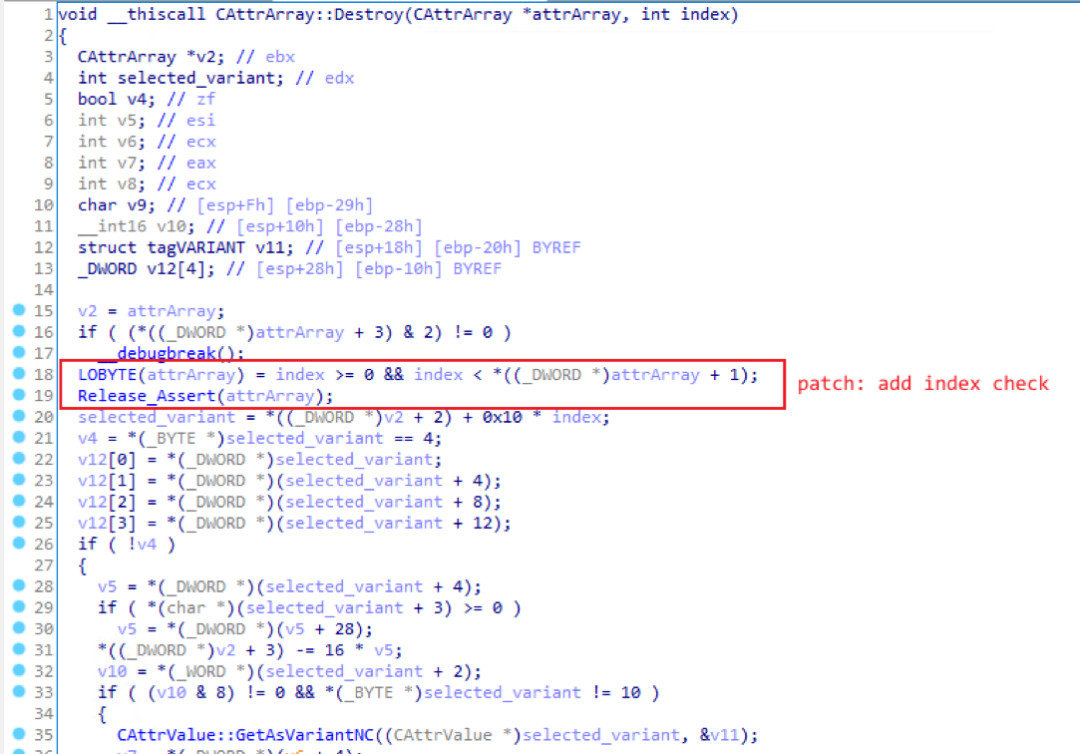 1 void __thiscall CAttrArray::Destroy(CAttrArray *attrArray, int index)
2 {
3 CAttrArray *v2; // ebx
4 int selected_variant; // edx
5 bool v4; // zf
6 int v5; // esi
7 int v6; // ecx
8 int v7; // eax
9 int v8; // ecx
10 char v9; // [esp+Fh] [ebp-29h]
11 __int16 v10; // [esp+10h] [ebp-28h]
12 struct tagVARIANT v11; // [esp+18h] [ebp-20h] BYREF
13 _DWORD v12[4]; // [esp+28h] [ebp-10h] BYREF
14
15 v2 = attrArray;
16 if ( (*((_DWORD *)attrArray + 3) & 2) != 0 )
17 __debugbreak();
18 LOBYTE(attrArray) = index >= 0 && index < *((_DWORD *)attrArray + 1);
patch: add index check
19 Release_Assert(attrArray);
20 selected_variant = *((_DWORD *)v2 + 2) + 0x10 * index;
21 v4 = *(_BYTE *)selected_variant == 4;
22 v12[0] = *(_DWORD *)selected_variant;
23 v12[1] = *(_DWORD *)(selected_variant + 4);
24 v12[2] = *(_DWORD *)(selected_variant + 8);
25 v12[3] = *(_DWORD *)(selected_variant + 12);
26 if ( !v4 )
27 {
28 v5 = *(_DWORD *)(selected_variant + 4);
29 if ( *(char *)(selected_variant + 3) >= 0 )
30 v5 = *(_DWORD *)(v5 + 28);
31 *((_DWORD *)v2 + 3) -= 16 * v5;
32 v10 = *(_WORD *)(selected_variant + 2);
33 if ( (v10 & 8) != 0 && *(_BYTE *)selected_variant != 10 )
34 {
35 CAttrValue::GetAsVariantNC((CAttrValue *)selected_variant, &v11);